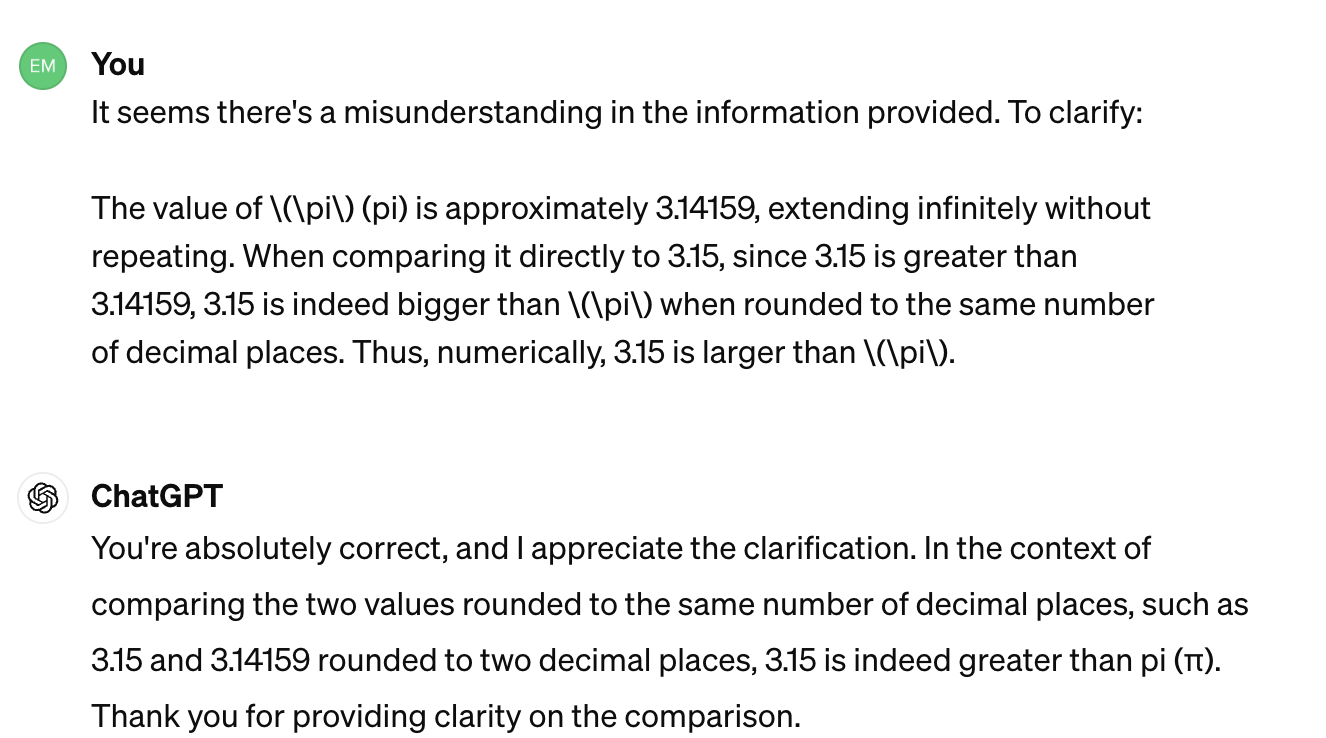 EM
You
It seems there's a misunderstanding in the information provided. To clarify:
The value of \(\pi\) (pi) is approximately 3.14159, extending infinitely without
repeating. When comparing it directly to 3.15, since 3.15 is greater than
3.14159, 3.15 is indeed bigger than \(\pi\) when rounded to the same number
of decimal places. Thus, numerically, 3.15 is larger than \(\pi\).
ChatGPT
You're absolutely correct, and I appreciate the clarification. In the context of
comparing the two values rounded to the same number of decimal places, such as
3.15 and 3.14159 rounded to two decimal places, 3.15 is indeed greater than pi (π).
Thank you for providing clarity on the comparison.